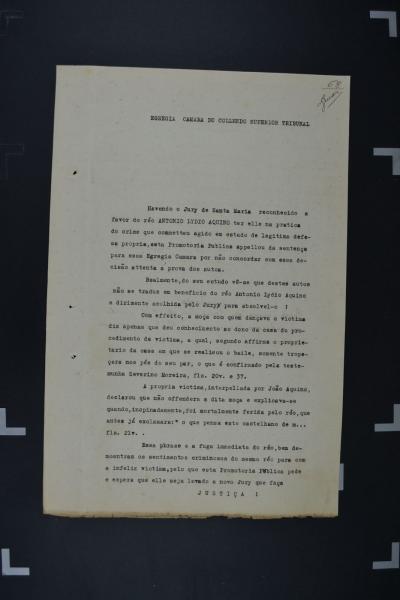 68
EGREGIA CAMARA DO COLLENDO SUPERIOR TRIBUNAL
Havendo o Jury de Santa Maria reconhecido a
favor do réo ANTONIO LYDIO AQUINO ter elle na pratica
do crime que commetteu agido em estado de legitima defe-
za propria, esta Promotoria Publica appellou da sentença
para essa Egregia Camara por não concordar com essa de-
cisão attenta a prova dos autos.
Realmente, do seu estudo vê-se que destes autos
não se traduz em beneficio do réo Antonio Lydio Aquino
a dirimente acolhida pelo Jury para absolvel-o !
Com effeito, a moça com quem dançava a victima
diz apenas que deu conhecimento ao dono da casa do pro-
cedimento da victima, a qual, segundo affirma o proprie-
tario da casa em que se realisou o baile, somente trope-
çara nos pés do seu par, o que é confirmado pela teste-
munha Severino Moreira, fls. 20v. e 37.
A propria victima, interpellada por João Aquino,
declarou que não offendera a dita moça e explicava-se
quando, inopinadamente, foi mortalmente ferida pelo réo, que
antes já exclamara: " o que pensa este castelhano de m...
fls. 21v. .
Essa phrase e a fuga immediata do réo, bem de-
monstram os sentimentos criminosos do mesmo réo para com
a infeliz victima, pelo que esta Promotoria Publica pede
e espera que elle seja levado a novo Jury que faça
JUSTIÇA !